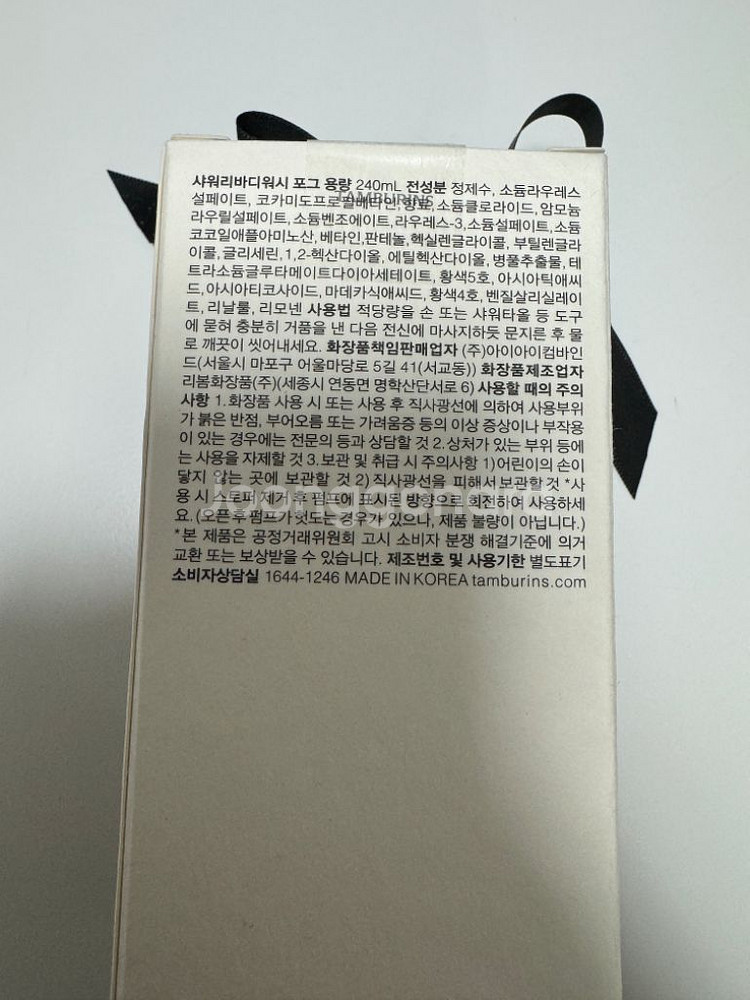 샤워리바디워시 포그 용량 240mL 전성분 정제수, 소듐라우레스
설페이트, 코카미도프로필베타인, 향료, 소듐클로라이드, 암모늄
TAMBURINS
라우릴설페이트, 소듐벤조에이트, 라우레스-3, 소듐설페이트, 소듐
코코일애플아미노산, 베타인, 판테놀, 헥실렌글라이콜, 부틸렌글라
이콜, 글리세린, 1,2-헥산다이올, 에틸헥산다이올, 병풀추출물, 테
트라소듐글루타메이트다이아세테이트, 황색5호, 아시아틱애씨
드, 아시아티코사이드, 마데카식애씨드, 황색4호, 벤질살리실레이
트, 리날룰, 리모넨 사용법 적당량을 손 또는 샤워타올 등 도구
에 묻혀 충분히 거품을 낸 다음 전신에 마사지하듯 문지른 후 물
로 깨끗이 씻어내세요. 화장품책임판매업자 (주)아이아이컴바인
드(서울시 마포구 어울마당로 5길 41(서교동)) 화장품제조업자
리봄화장품(주)(세종시 연동면 명학산단서로 6) 사용할 때의 주의
사항 1. 화장품 사용 시 또는 사용 후 직사광선에 의하여 사용부위
가 붉은 반점, 부어오름 또는 가려움증 등의 이상 증상이나 부작용
이 있는 경우에는 전문의 등과 상담할 것 2. 상처가 있는 부위 등에
는 사용을 자제할 것 3. 보관 및 취급 시 주의사항 1) 어린이의 손이
닿지 않는 곳에 보관할 것 2) 직사광선을 피해서 보관할 것 *사
용 시 스토퍼 제거 후 펌프에 표시된 방향으로 회전하여 사용하세
요. (오픈 후 펌프가 헛도는 경우가 있으나, 제품 불량이 아닙니다.)
*본 제품은 공정거래위원회 고시 소비자 분쟁 해결기준에 의거
교환 또는 보상받을 수 있습니다. 제조번호 및 사용기한 별도표기
소비자상담실 1644-1246 MADE IN KOREA tamburins.com